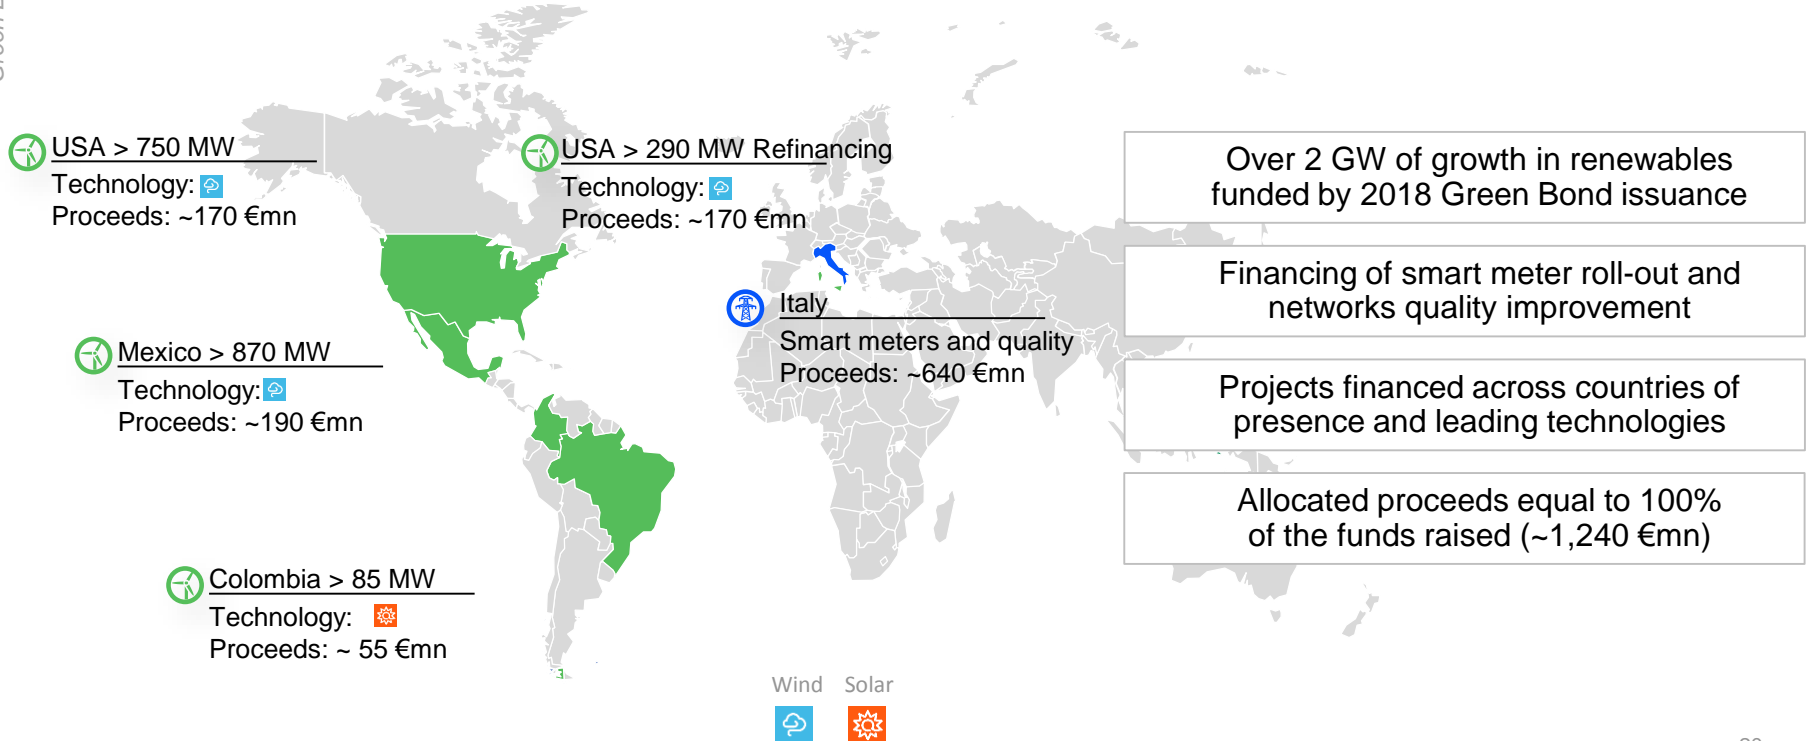 USA > 750 MW
Technology:
Proceeds: ~170 €mn
USA > 290 MW Refinancing
Technology:
Proceeds: ~170 €mn
Italy
Smart meters and quality
Proceeds: ~640 €mn
Mexico > 870 MW
Technology:
Proceeds: ~190 €mn
Colombia > 85 MW
Technology:
Proceeds: ~ 55 €mn
Over 2 GW of growth in renewables
funded by 2018 Green Bond issuance
Financing of smart meter roll-out and
networks quality improvement
Projects financed across countries of
presence and leading technologies
Allocated proceeds equal to 100%
of the funds raised (~1,240 €mn)
Wind Solar